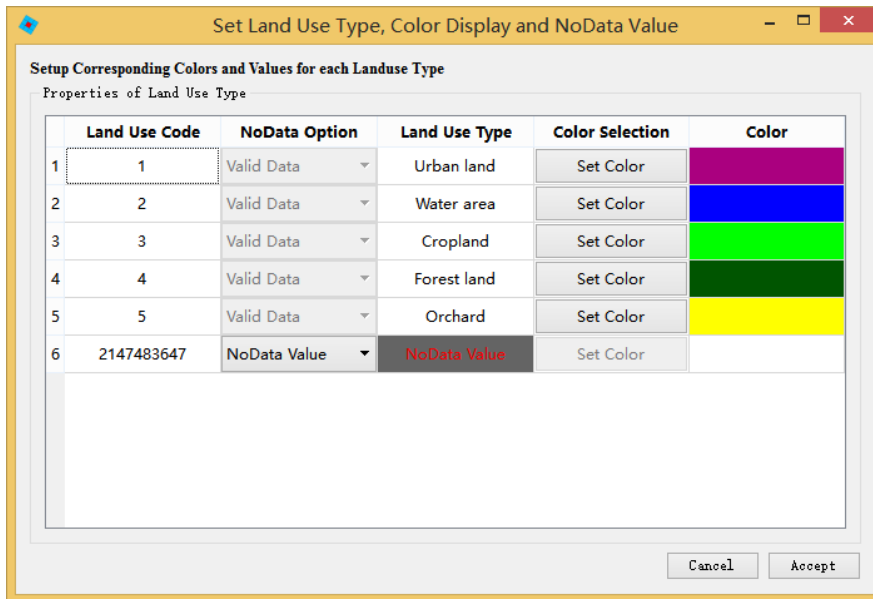 Set Land Use Type, Color Display and NoData Value
Setup Corresponding Colors and Values for each Landuse Type
Properties of Land Use Type
Land Use Code NoData Option Land Use Type Color Selection Color
1 1 Valid Data Urban land Set Color
2 2 Valid Data Water area Set Color
3 3 Valid Data Cropland Set Color
4 4 Valid Data Forest land Set Color
5 5 Valid Data Orchard Set Color
6 2147483647 NoData Value NoData Value Set Color
Cancel Accept